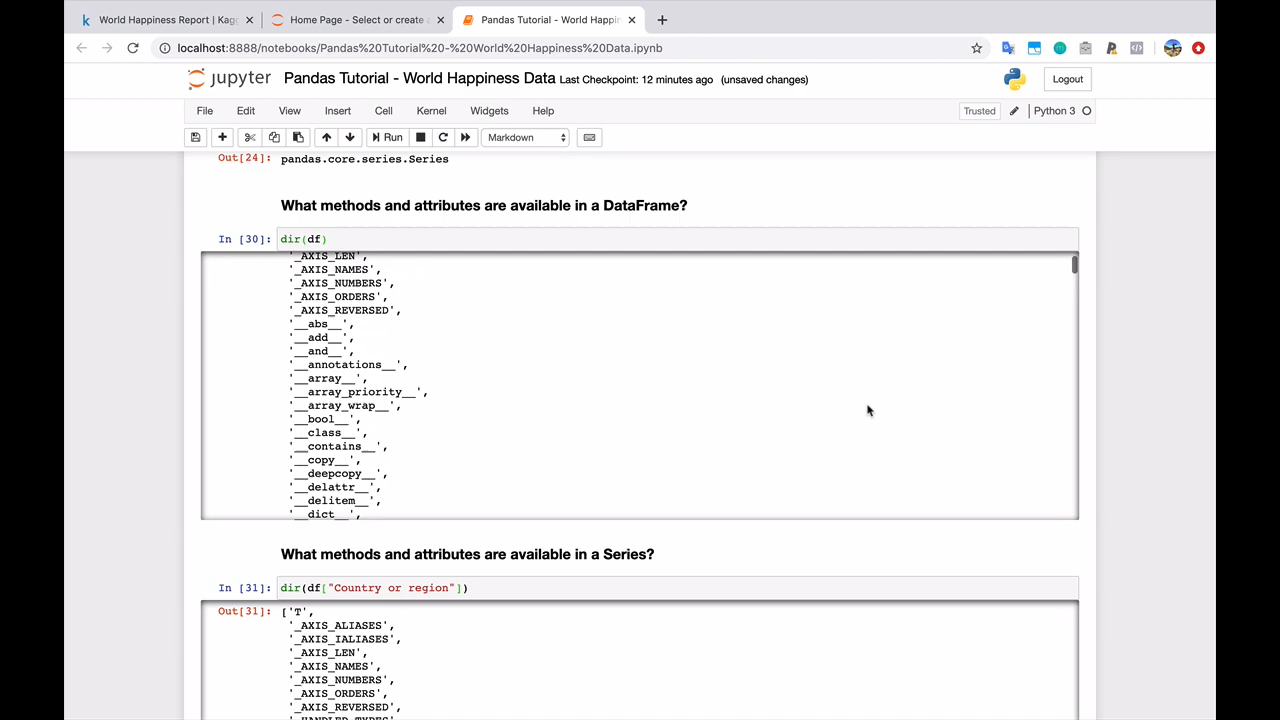 World Happiness Report | Kagg
Home Page - Select or create a
Pandas Tutorial - World Happin
localhost:8888/notebooks/Pandas%20Tutorial%20-%20World%20Happiness%20Data.ipynb
jupyter Pandas Tutorial - World Happiness Data Last Checkpoint: 12 minutes ago (unsaved changes)
Logout
File Edit View Insert Cell Kernel Widgets Help
Trusted Python 3
Run Markdown
Out[24]: pandas.core.series.Series
What methods and attributes are available in a DataFrame?
In [30]: dir(df)
'_AXIS_LEN',
'_AXIS_NAMES',
'_AXIS_NUMBERS',
'_AXIS_ORDERS',
'_AXIS_REVERSED',
'__abs__',
'__add__',
'__and__',
'__annotations__',
'__array__',
'__array_priority__',
'__array_wrap__',
'__bool__',
'__class__',
'__contains__',
'__copy__',
'__deepcopy__',
'__delattr__',
'__delitem__',
'__dict__',
What methods and attributes are available in a Series?
In [31]: dir(df["Country or region"])
Out[31]: ['T',
'_AXIS_ALIASES',
'_AXIS_IALIASES',
'_AXIS_LEN',
'_AXIS_NAMES',
'_AXIS_NUMBERS',
'_AXIS_ORDERS',
'_AXIS_REVERSED',
'_HANDLED_TYPES',